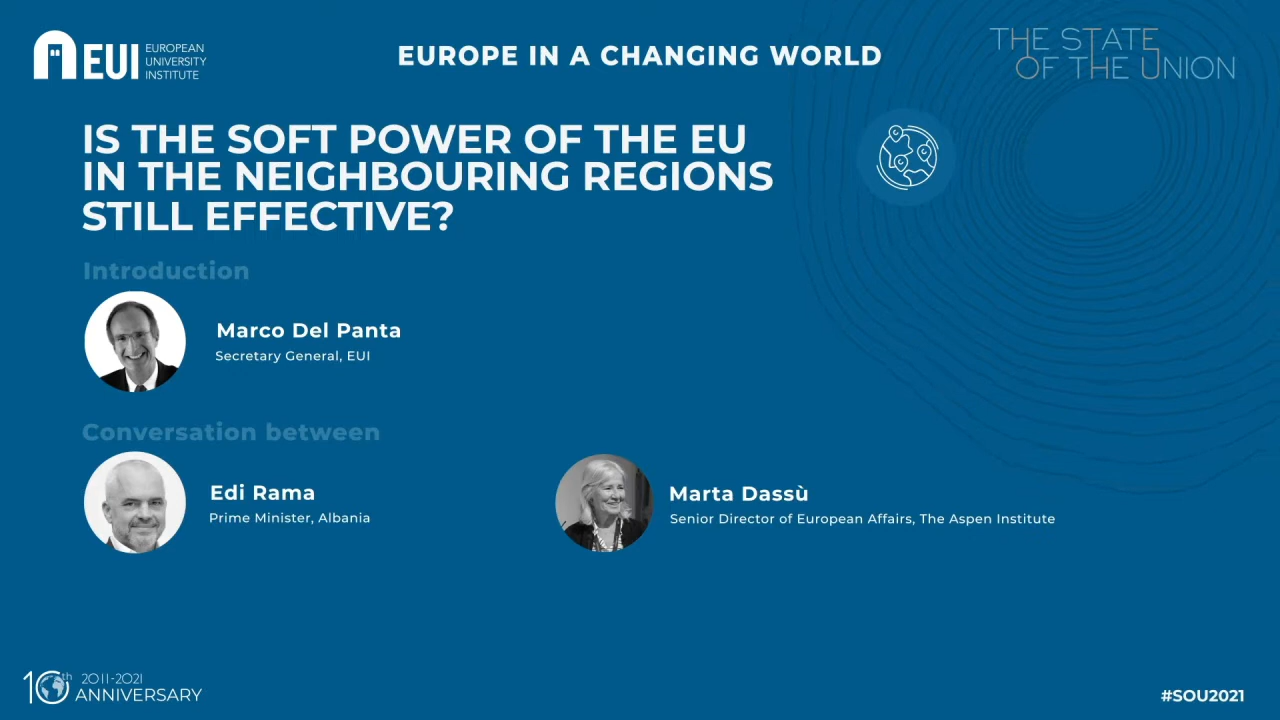 EUI EUROPEAN
UNIVERSITY
INSTITUTE
EUROPE IN A CHANGING WORLD
THE STATE
OF THE UNION
IS THE SOFT POWER OF THE EU
IN THE NEIGHBOURING REGIONS
STILL EFFECTIVE?
Introduction
Marco Del Panta
Secretary General, EUI
Conversation between
Edi Rama
Prime Minister, Albania
Marta Dassù
Senior Director of European Affairs, The Aspen Institute
10th 2011-2021
ANNIVERSARY
#SOU2021